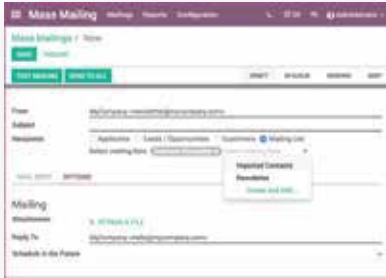 Mass Mailing Mailings Reports Configuration Administrator
Mass Mailings / New
SAVE DISCARD
TEST MAILING SEND TO ALL DRAFT IN QUEUE SENDING SENT
From
Subject
Recipients Applicants Leads / Opportunities Customers Mailing List
Select mailing lists
Imported Contacts
Newsletter
Create and Edit...
MAIL BODY OPTIONS
Mailing
Attachments ATTACH A FILE
Reply To
Schedule in the Future